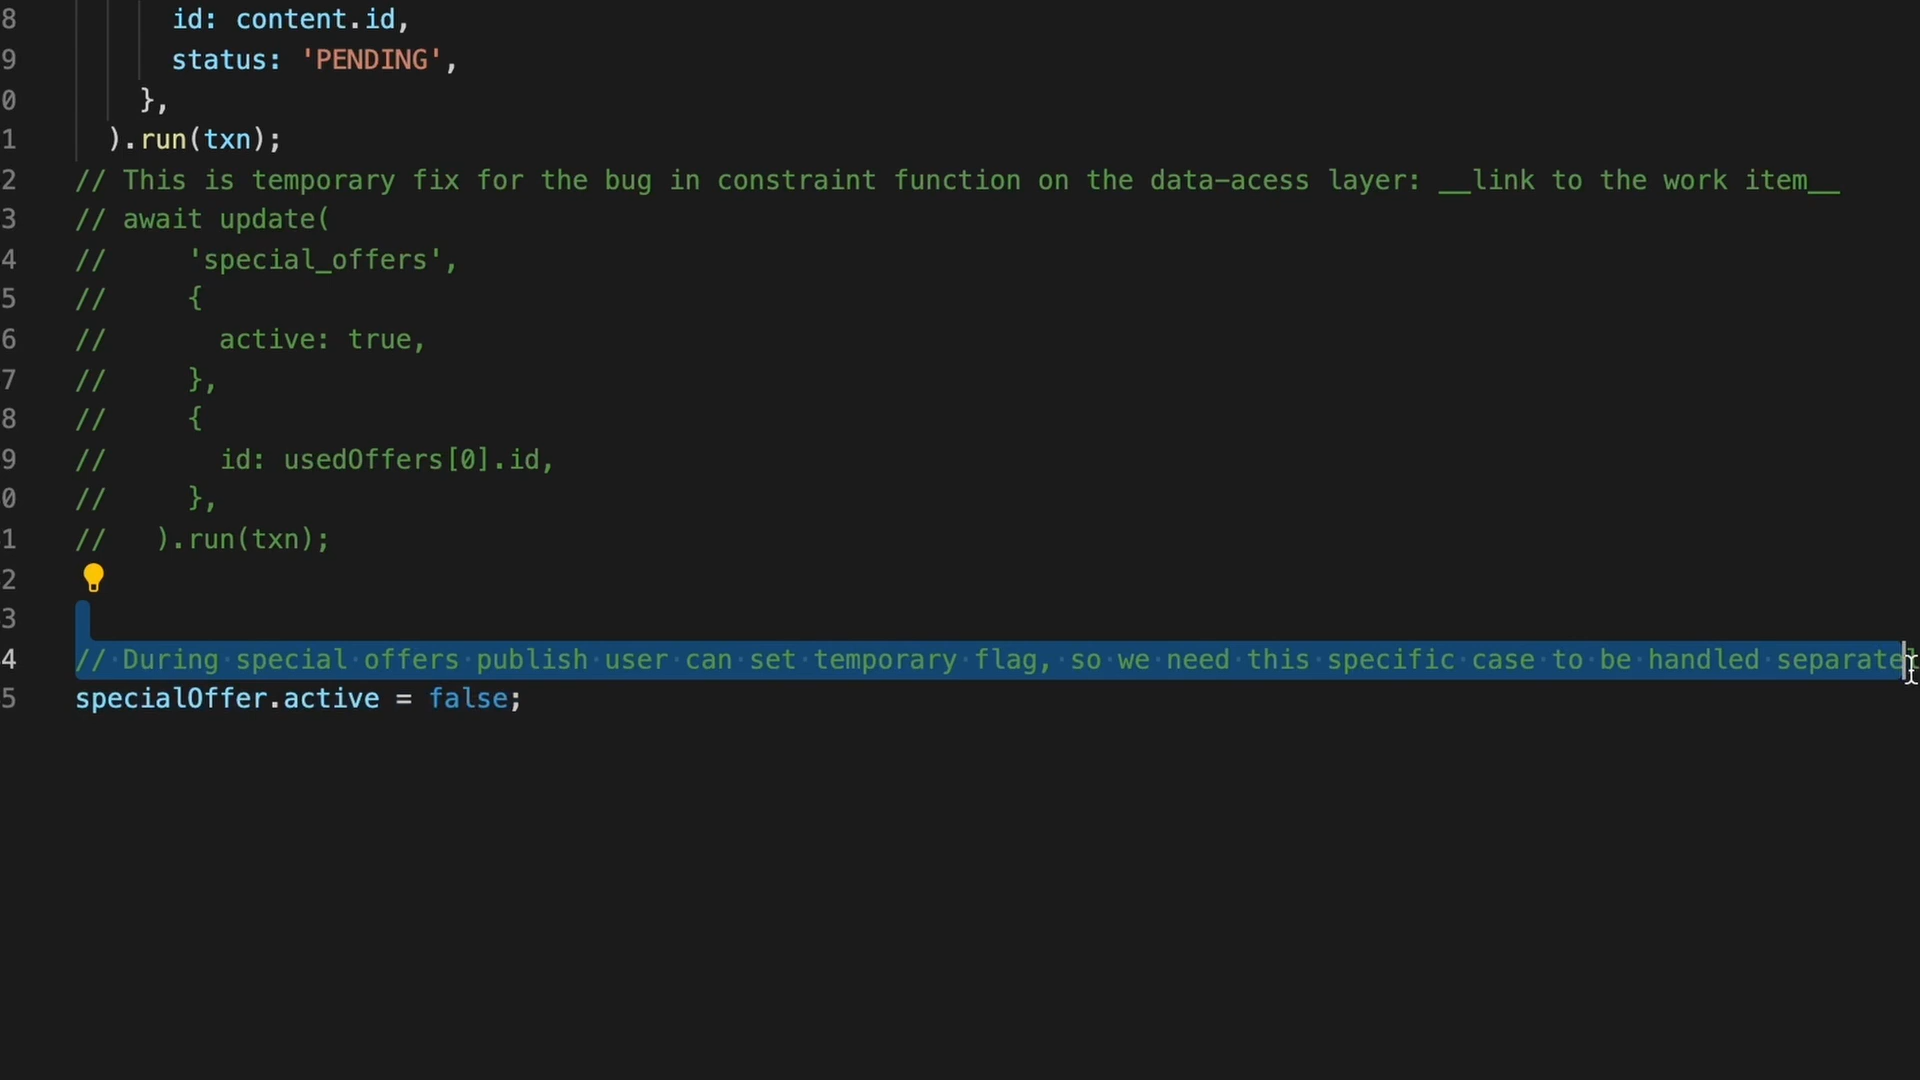 8 id: content.id,
9 status: 'PENDING',
0 },
1 ).run(txn);
2 // This is temporary fix for the bug in constraint function on the data-acess layer: __link to the work item__
3 // await update(
4 // 'special_offers',
5 // {
6 // active: true,
7 // },
8 // {
9 // id: usedOffers[0].id,
0 // },
1 // ).run(txn);
2
3
4 // During special offers publish user can set temporary flag, so we need this specific case to be handled separate
5 specialOffer.active = false;